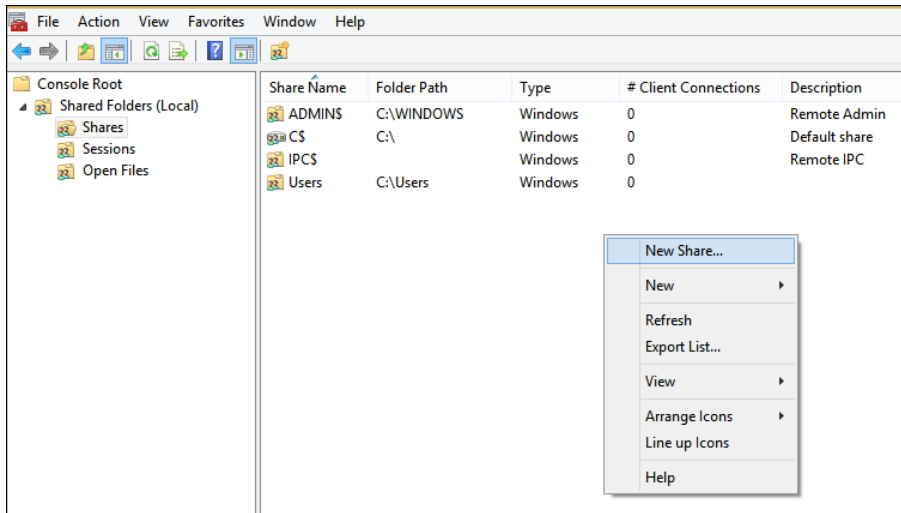 File Action View Favorites Window Help
Console Root
Shared Folders (Local)
Shares
Sessions
Open Files
Share Name Folder Path Type # Client Connections Description
ADMIN$ C:\WINDOWS Windows 0 Remote Admin
C$ C:\ Windows 0 Default share
IPC$ Windows 0 Remote IPC
Users C:\Users Windows 0
New Share...
New
Refresh
Export List...
View
Arrange Icons
Line up Icons
Help